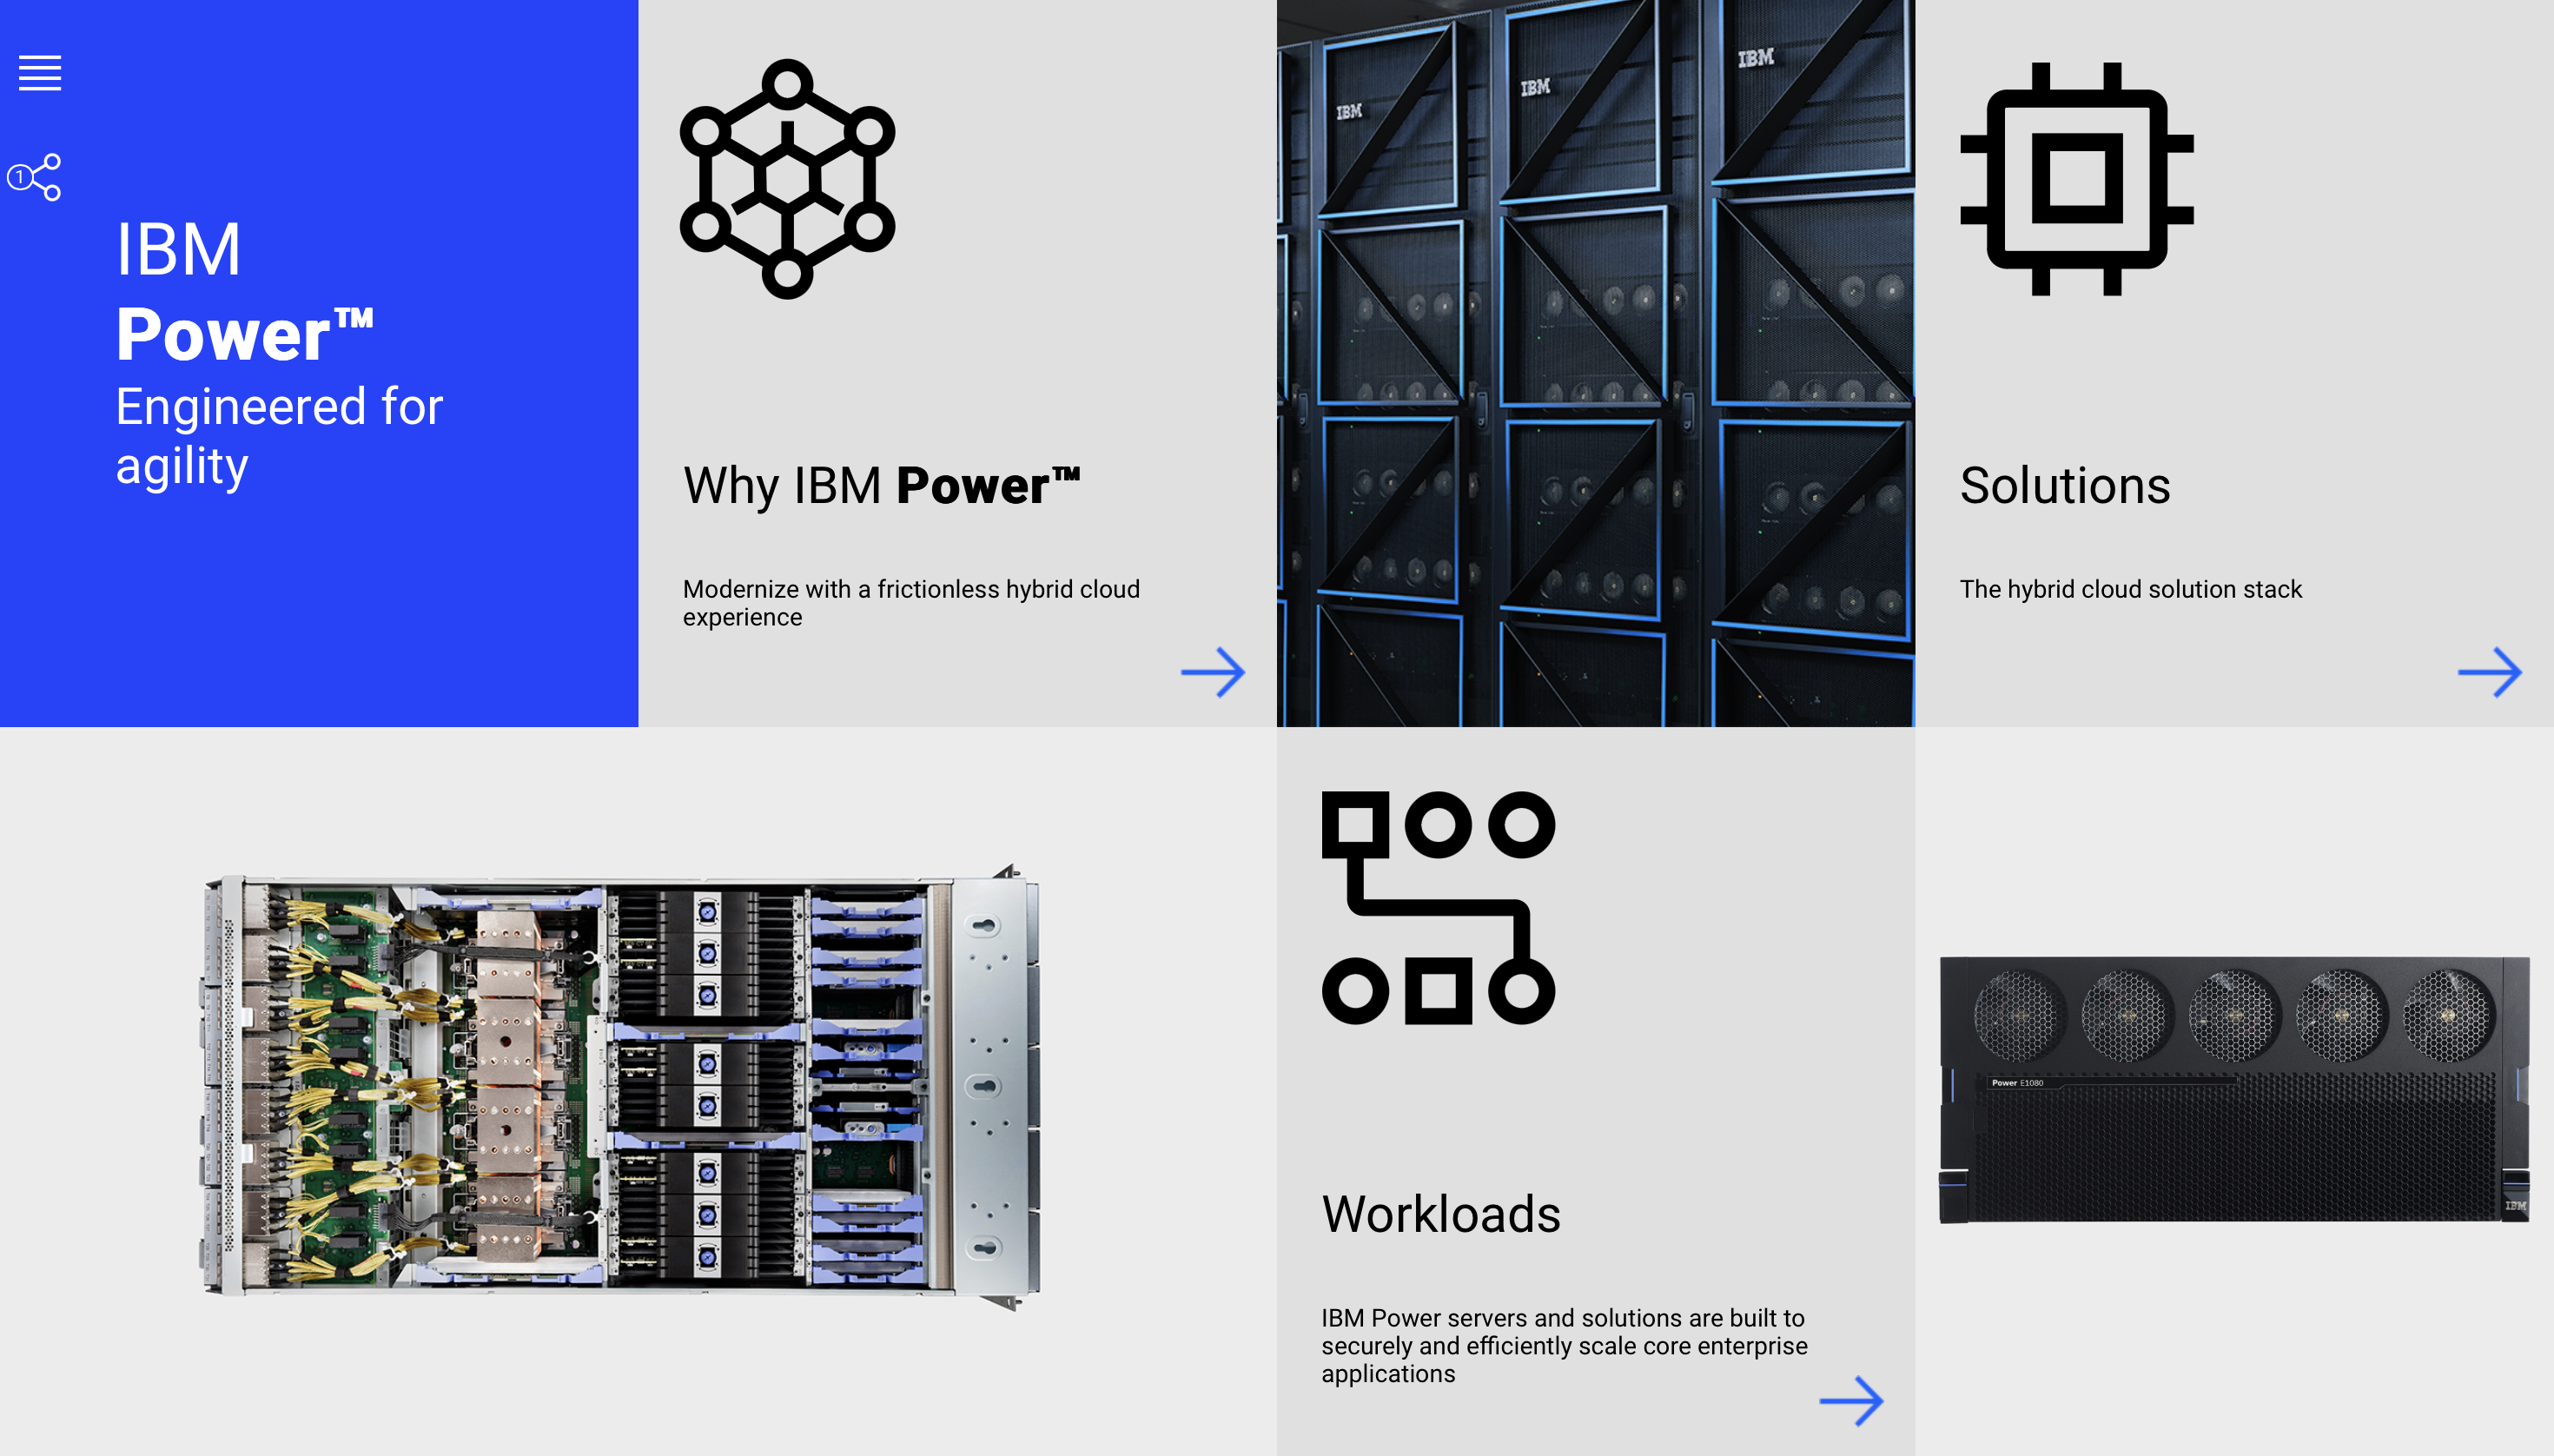 1
IBM
Power™
Engineered for
agility
Why IBM Power™
Modernize with a frictionless hybrid cloud
experience
IBM
IBM
IBM
Solutions
The hybrid cloud solution stack
Workloads
IBM Power servers and solutions are built to
securely and efficiently scale core enterprise
applications
Power E1080
IBM